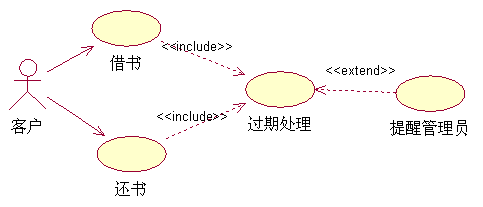 借书
<<include>>
<<extend>>
客户
<<include>>
过期处理
提醒管理员
还书